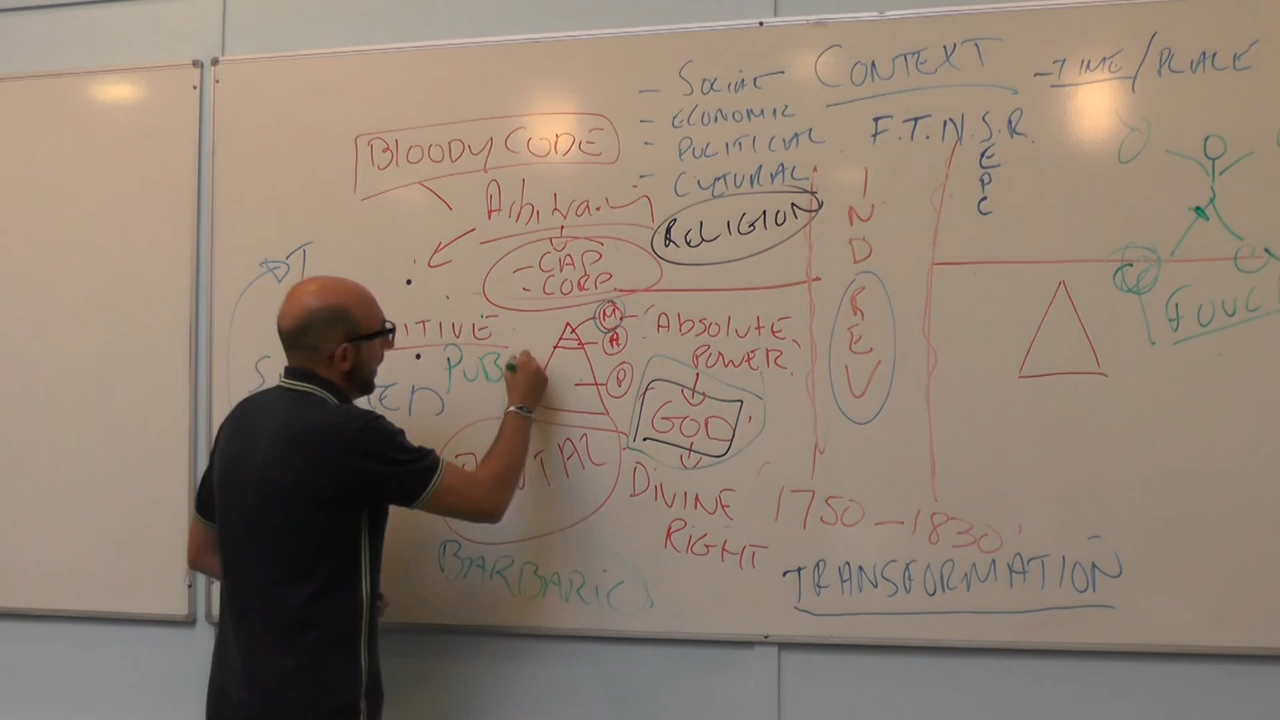 CONTEXT - TIME/PLACE
- SOCIAL
- ECONOMIC
- POLITICAL
- CULTURAL
F.T.N.S.R.
E
P
C
BLOODY CODE
Arbitrary
RELIGION
- CAP
- CORP
I
N
D
R
E
V
M
A
P
ITIVE
PUB
'ABSOLUTE
POWER'
GOD
DIVINE
RIGHT
BARBARIC
1750 - 1830'
TRANSFORMATION
FOUC